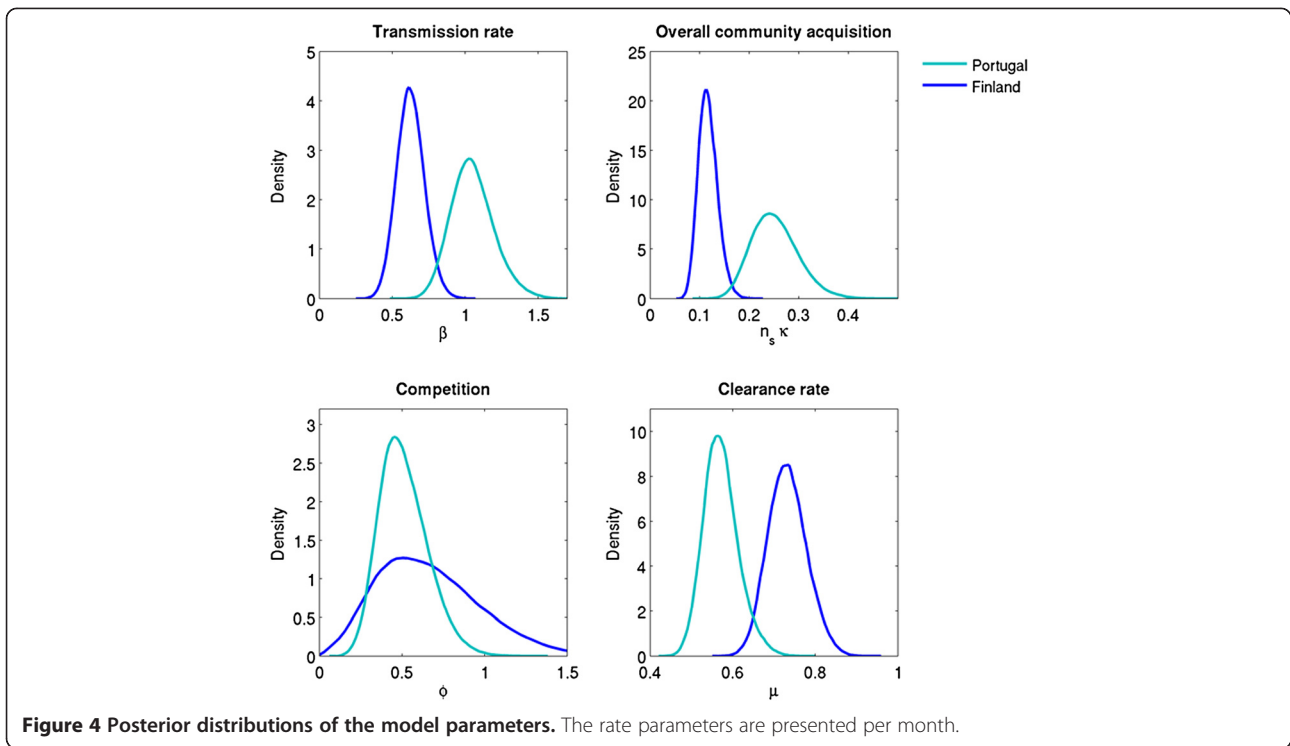 Transmission rate
5
4
3
2
1
0
Density
0 0.5 1 1.5
β
Overall community acquisition
25
20
15
10
5
0
Density
0 0.1 0.2 0.3 0.4
n_s κ
Portugal
Finland
Competition
3
2.5
2
1.5
1
0.5
0
Density
0 0.5 1 1.5
ϕ
Clearance rate
10
8
6
4
2
0
Density
0.4 0.6 0.8 1
μ
Figure 4 Posterior distributions of the model parameters. The rate parameters are presented per month.